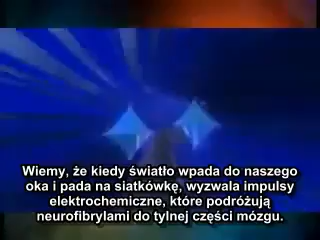 Wiemy, że kiedy światło wpada do naszego
oka i pada na siatkówkę, wyzwala impulsy
elektrochemiczne, które podróżują
neurofibrylami do tylnej części mózgu.